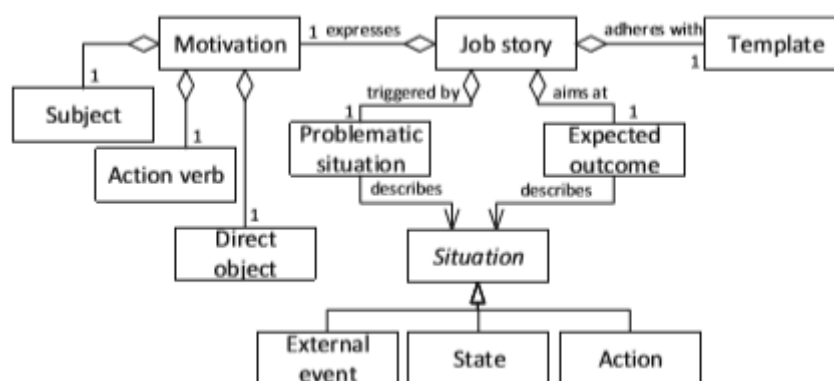 Motivation
1 expresses
Job story
adheres with
1
Template
1
Subject
triggered by
aims at
1
1
1
Action verb
Problematic
situation
Expected
outcome
describes
describes
1
Direct
object
Situation
External
event
State
Action